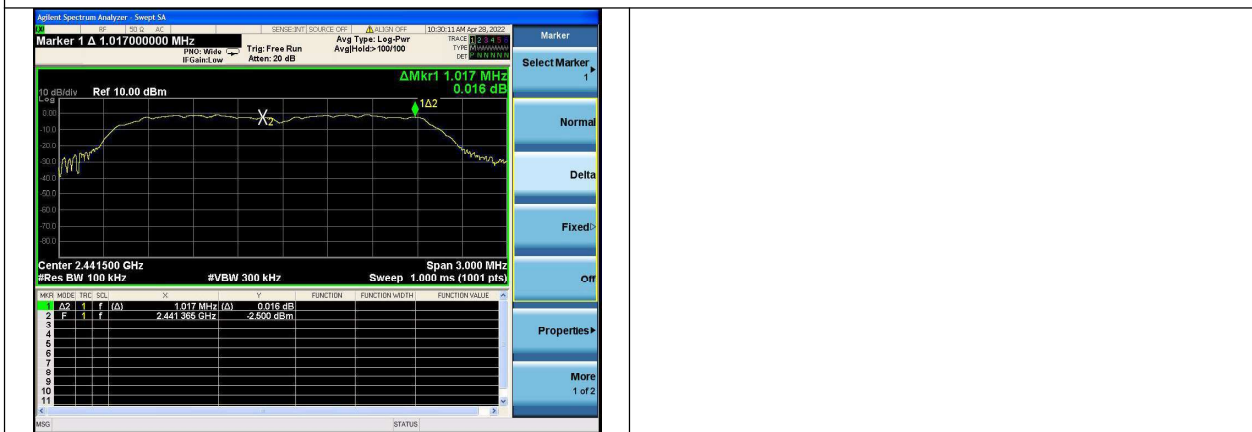 Agilent Spectrum Analyzer - Swept SA
RF 50 Ω AC SENSE:INT SOURCE OFF ALIGN OFF 10:30:11 AM Apr 28, 2022
Marker 1 Δ 1.017000000 MHz
PNO: Wide
IFGain:Low
Trig: Free Run
Atten: 20 dB
Avg Type: Log-Pwr
Avg|Hold:> 100/100
TRACE 1 2 3 4 5 6
TYPE MWWWWW
DET P NNNNN
ΔMkr1 1.017 MHz
0.016 dB
10 dB/div Ref 10.00 dBm
Log
1Δ2
0.00
X2
-10.0
-20.0
-30.0
-40.0
-50.0
-60.0
-70.0
-80.0
Center 2.441500 GHz Span 3.000 MHz
#Res BW 100 kHz #VBW 300 kHz Sweep 1.000 ms (1001 pts)
MKR MODE TRC SCL X Y FUNCTION FUNCTION WIDTH FUNCTION VALUE
1 Δ2 1 f (Δ) 1.017 MHz (Δ) 0.016 dB
2 F 1 f 2.441 365 GHz -2.500 dBm
3
4
5
6
7
8
9
10
11
MSG STATUS
Marker
Select Marker
1
Normal
Delta
Fixed
Off
Properties
More
1 of 2